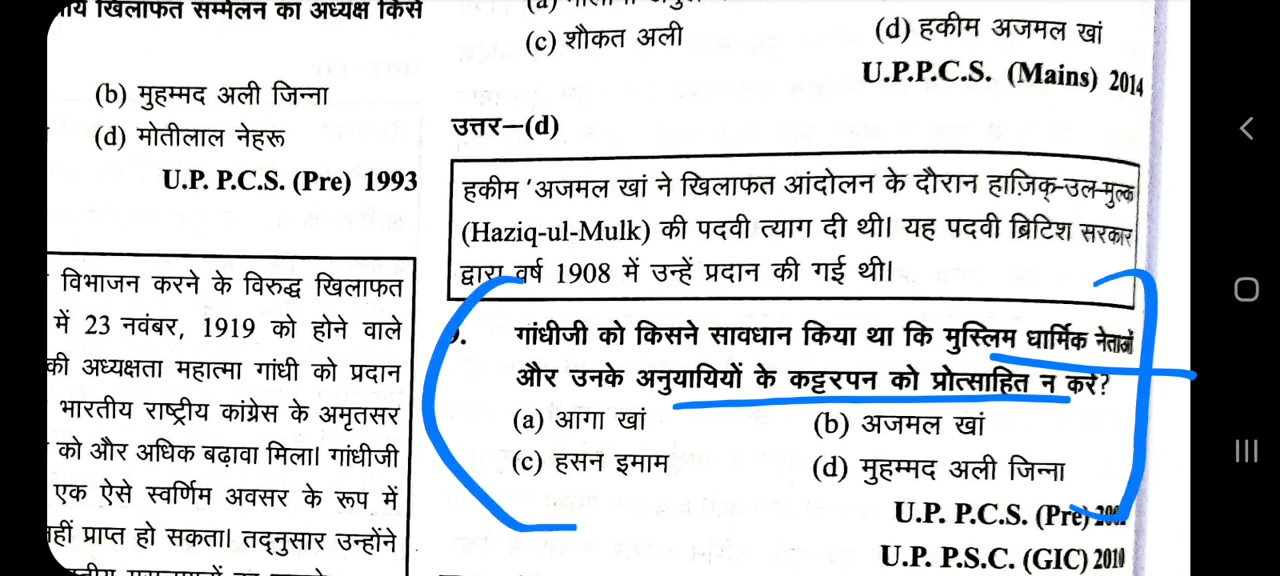 खिलाफत सम्मेलन का अध्यक्ष किसे
(b) मुहम्मद अली जिन्ना
(d) मोतीलाल नेहरू
U.P. P.C.S. (Pre) 1993
विभाजन करने के विरुद्ध खिलाफत
में 23 नवंबर, 1919 को होने वाले
की अध्यक्षता महात्मा गांधी को प्रदान
भारतीय राष्ट्रीय कांग्रेस के अमृतसर
को और अधिक बढ़ावा मिला। गांधीजी
एक ऐसे स्वर्णिम अवसर के रूप में
नहीं प्राप्त हो सकता। तद्नुसार उन्होंने
(a)
(c) शौकत अली
(d) हकीम अजमल खां
U.P.P.C.S. (Mains) 2014
उत्तर–(d)
हकीम 'अजमल खां ने खिलाफत आंदोलन के दौरान हाज़िक्-उल-मुल्क
(Haziq-ul-Mulk) की पदवी त्याग दी थी। यह पदवी ब्रिटिश सरकार
द्वारा वर्ष 1908 में उन्हें प्रदान की गई थी।
गांधीजी को किसने सावधान किया था कि मुस्लिम धार्मिक नेताओं
और उनके अनुयायियों के कट्टरपन को प्रोत्साहित न करें?
(a) आगा खां
(b) अजमल खां
(c) हसन इमाम
(d) मुहम्मद अली जिन्ना
U.P. P.C.S. (Pre)
U.P. P.S.C. (GIC) 2010